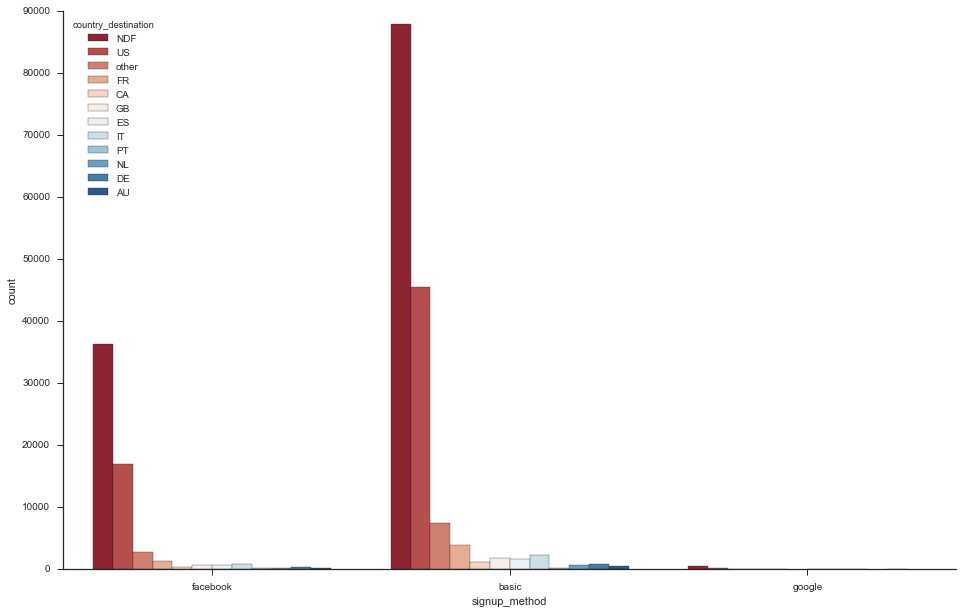 90000
80000
70000
60000
50000
40000
30000
20000
10000
0
count
country_destination
NDF
US
other
FR
CA
GB
ES
IT
PT
NL
DE
AU
facebook
basic
google
signup_method